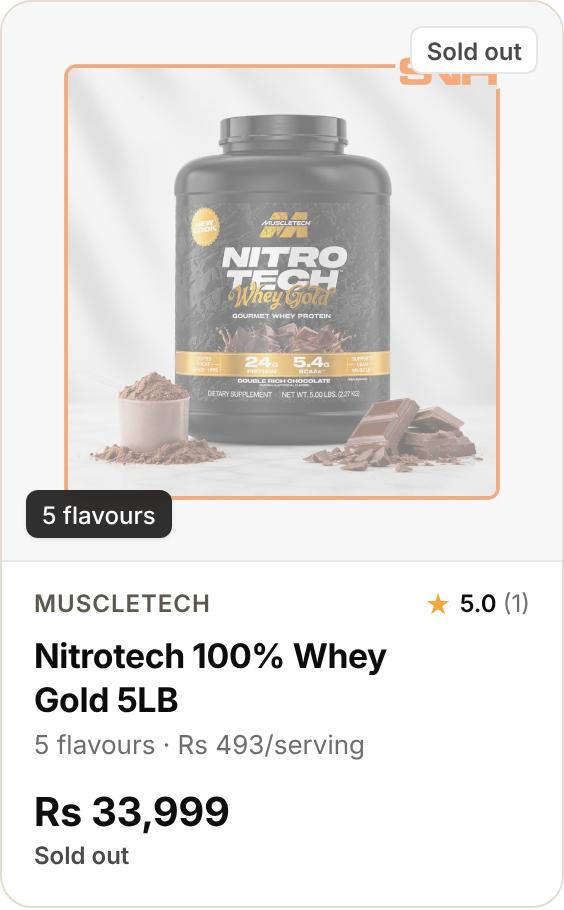 Sold out
MUSCLETECH
NITRO
TECH
Whey Gold
GOURMET WHEY PROTEIN
24G 5.4G
PROTEIN BCAAs
DOUBLE RICH CHOCOLATE
DIETARY SUPPLEMENT NET WT. 5.00 LBS. (2.27 KG)
5 flavours
MUSCLETECH ★ 5.0 (1)
Nitrotech 100% Whey
Gold 5LB
5 flavours · Rs 493/serving
Rs 33,999
Sold out